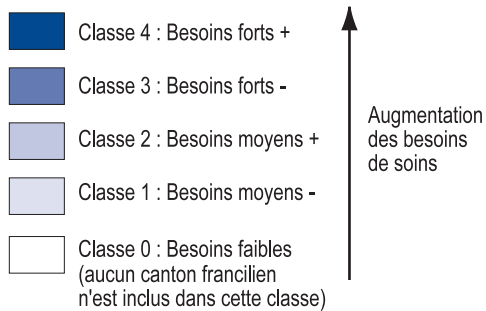 Classe 4 : Besoins forts +
Classe 3 : Besoins forts -
Classe 2 : Besoins moyens +
Classe 1 : Besoins moyens -
Classe 0 : Besoins faibles
(aucun canton francilien
n'est inclus dans cette classe)
Augmentation
des besoins
de soins